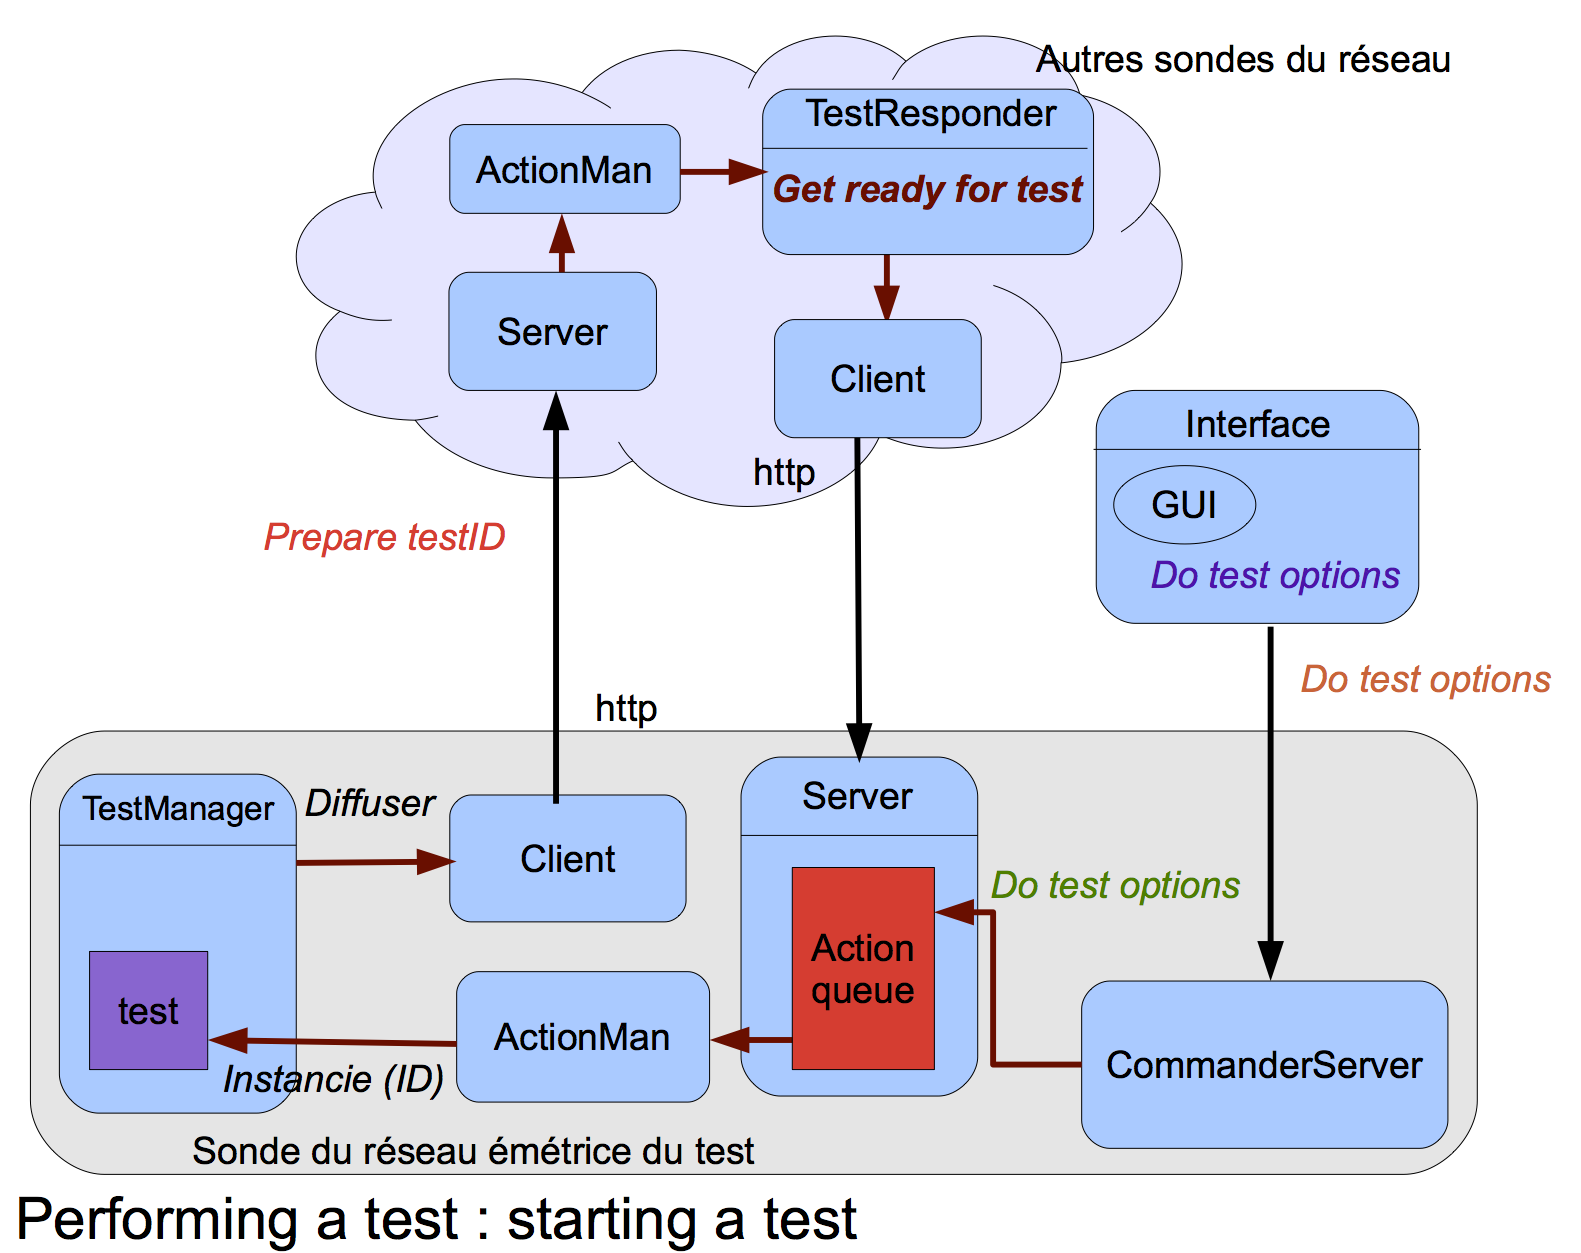 Autres sondes du réseau
TestResponder
Get ready for test
ActionMan
Server
Client
http
Interface
GUI
Do test options
Prepare testID
Do test options
http
TestManager
Diffuser
Client
Server
Do test options
Action
queue
test
ActionMan
Instancie (ID)
CommanderServer
Sonde du réseau émétrice du test
Performing a test : starting a test